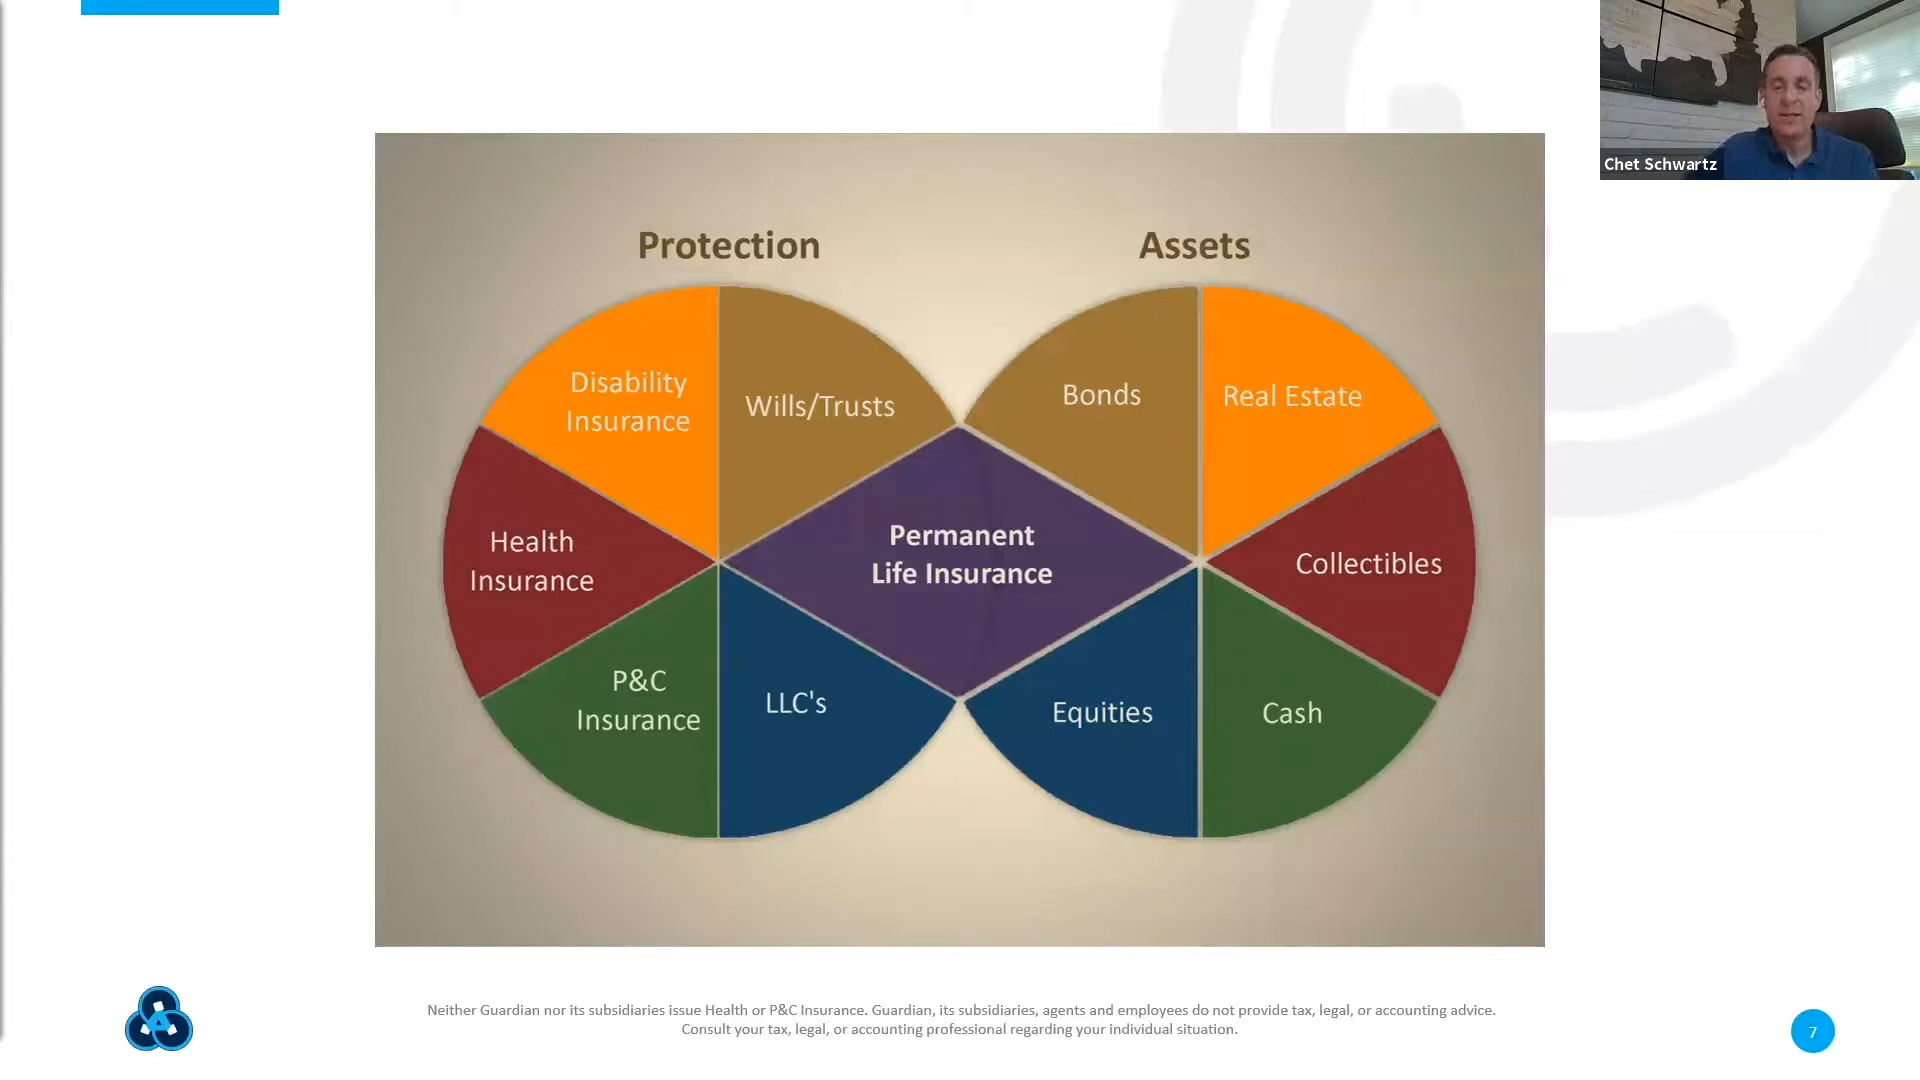 Chet Schwartz
Protection
Assets
Disability
Insurance
Wills/Trusts
Bonds
Real Estate
Health
Insurance
Permanent
Life Insurance
Collectibles
P&C
Insurance
LLC's
Equities
Cash
Neither Guardian nor its subsidiaries issue Health or P&C Insurance. Guardian, its subsidiaries, agents and employees do not provide tax, legal, or accounting advice.
Consult your tax, legal, or accounting professional regarding your individual situation.
7